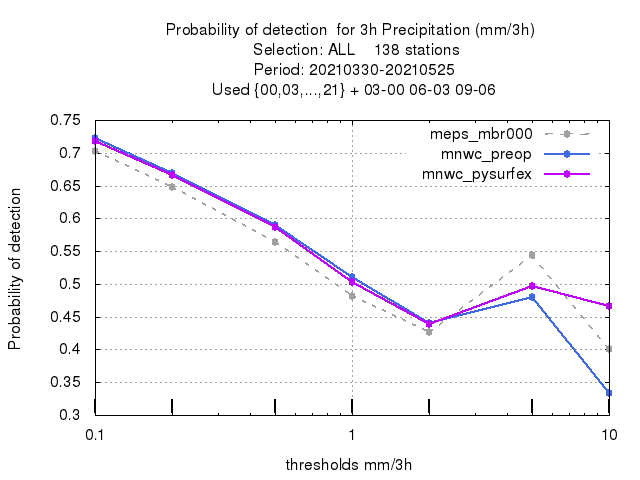 Probability of detection  for 3h Precipitation (mm/3h)
Selection: ALL    138 stations
Period: 20210330-20210525
Used {00,03,...,21} + 03-00 06-03 09-06
meps_mbr000
mnwc_preop
mnwc_pysurfex
Probability of detection
0.75
0.7
0.65
0.6
0.55
0.5
0.45
0.4
0.35
0.3
0.1
1
10
thresholds mm/3h